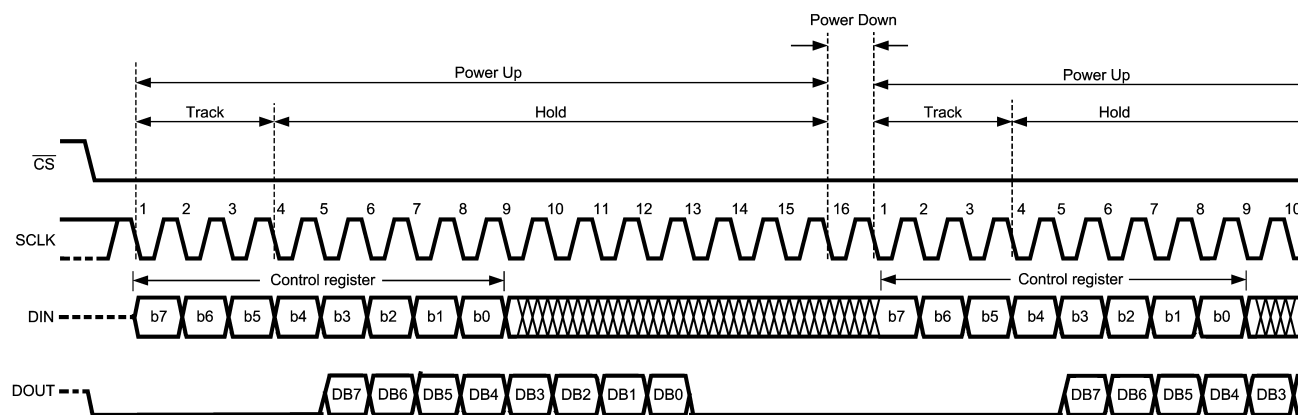 Power Down
Power Up
Power Up
Track Hold Track Hold
CS
1 2 3 4 5 6 7 8 9 10 11 12 13 14 15 16 1 2 3 4 5 6 7 8 9 10
SCLK
Control register Control register
DIN b7 b6 b5 b4 b3 b2 b1 b0 b7 b6 b5 b4 b3 b2 b1 b0
DOUT DB7 DB6 DB5 DB4 DB3 DB2 DB1 DB0 DB7 DB6 DB5 DB4 DB3